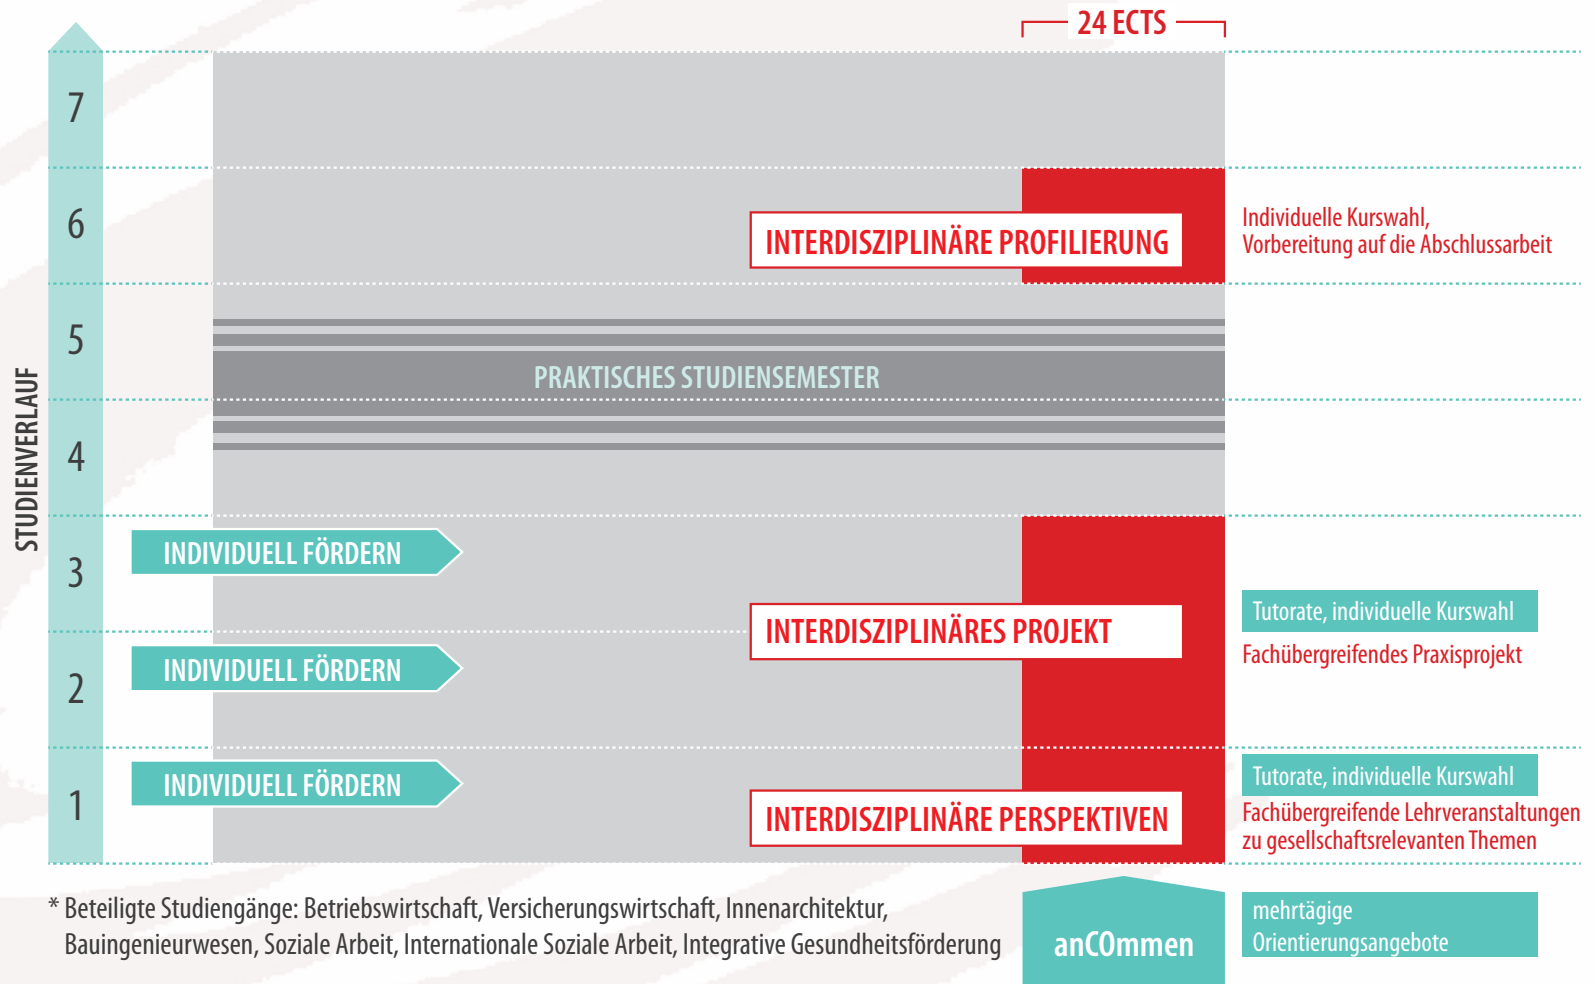 24 ECTS
STUDIENVERLAUF
7
6
INTERDISZIPLINÄRE PROFILIERUNG
Individuelle Kurswahl,
Vorbereitung auf die Abschlussarbeit
5
PRAKTISCHES STUDIENSEMESTER
4
3
INDIVIDUELL FÖRDERN
INTERDISZIPLINÄRES PROJEKT
Tutorate, individuelle Kurswahl
Fachübergreifendes Praxisprojekt
2
INDIVIDUELL FÖRDERN
1
INDIVIDUELL FÖRDERN
INTERDISZIPLINÄRE PERSPEKTIVEN
Tutorate, individuelle Kurswahl
Fachübergreifende Lehrveranstaltungen
zu gesellschaftsrelevanten Themen
* Beteiligte Studiengänge: Betriebswirtschaft, Versicherungswirtschaft, Innenarchitektur,
Bauingenieurwesen, Soziale Arbeit, Internationale Soziale Arbeit, Integrative Gesundheitsförderung
anCOmmen
mehrtägige
Orientierungsangebote